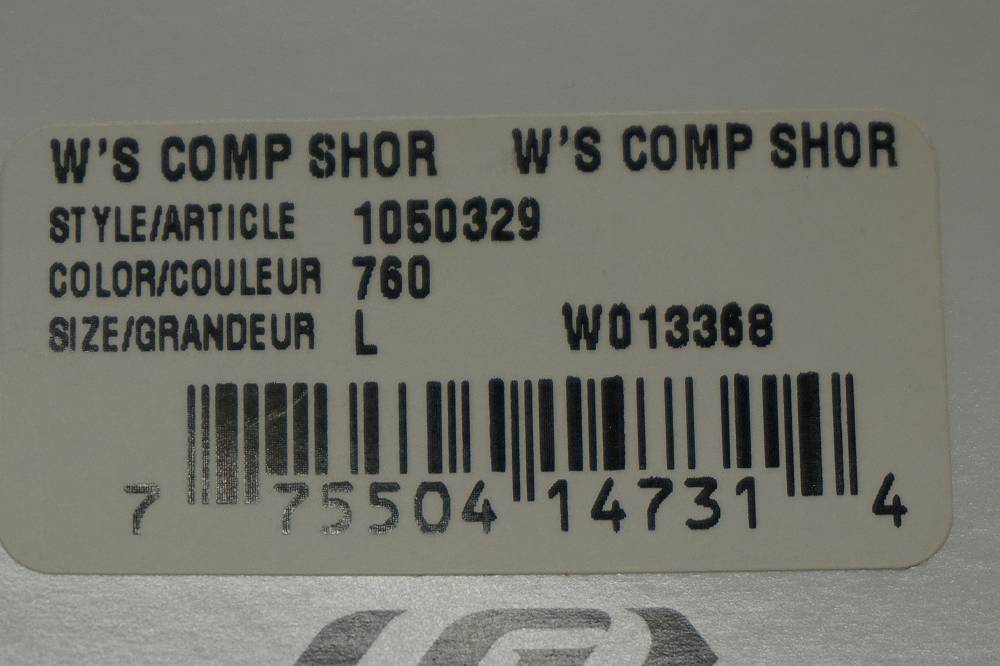 W'S COMP SHOR W'S COMP SHOR
STYLE/ARTICLE 1050329
COLOR/COULEUR 760
SIZE/GRANDEUR L W013368
7 75504 14731 4